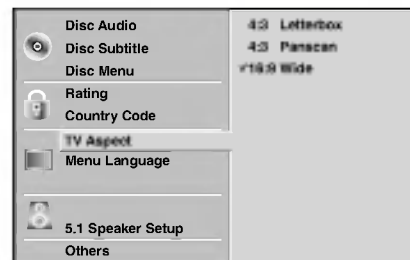 Disc Audio
Disc Subtitle
Disc Menu
Rating
Country Code
TV Aspect
Menu Language
5.1 Speaker Setup
Others
4:3 Letterbox
4:3 Panscan
√16:9 Wide